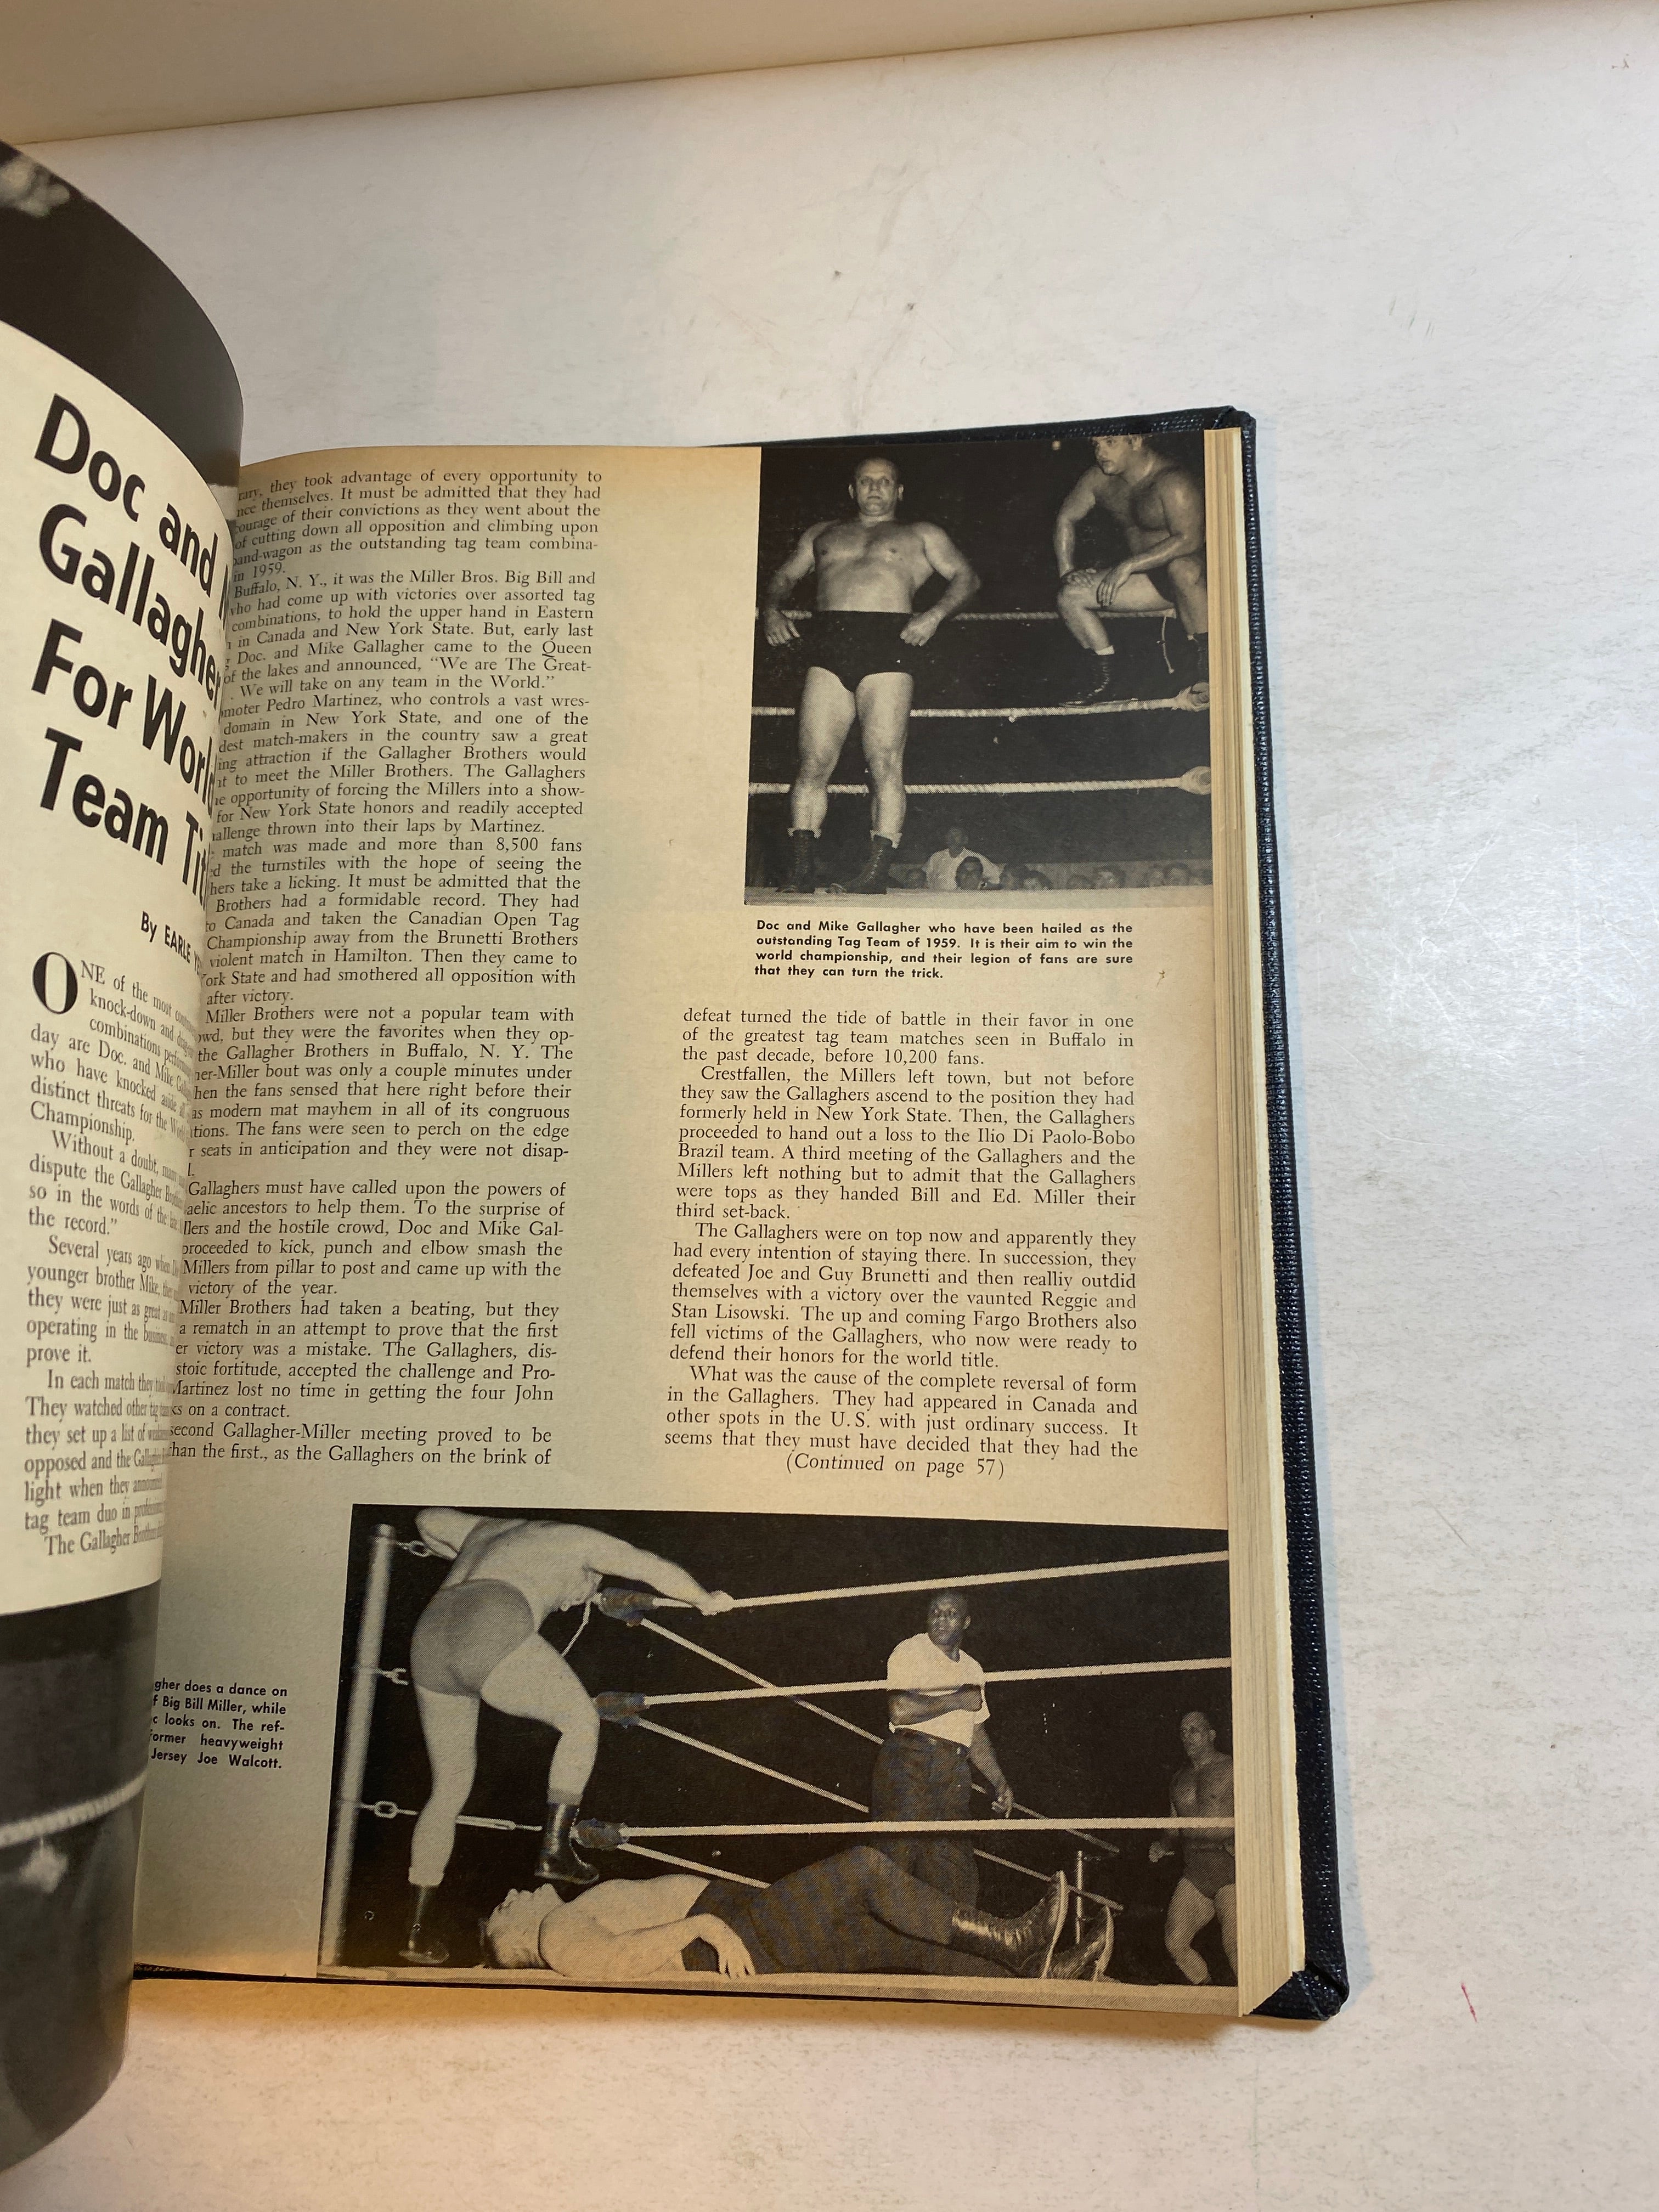 Doc and
Gallagher
For World
Team Tit
By EARLE
ONE of the most
knock-down and
combinations
day are Doc. and Mike
who have knocked aside
distinct threats for the
Championship.
Without a doubt,
dispute the Gallagher
so in the words of the late
the record."
Several years ago when
younger brother Mike,
they were just as great as
operating in the business,
prove it.
In each match they
They watched other tag
they set up a list of
opposed and the
light when they announced
tag team duo in
The Gallagher Brothers
rary, they took advantage of every opportunity to
nce themselves. It must be admitted that they had
courage of their convictions as they went about the
of cutting down all opposition and climbing upon
band-wagon as the outstanding tag team combina-
in 1959.
Buffalo, N. Y., it was the Miller Bros. Big Bill and
who had come up with victories over assorted tag
combinations, to hold the upper hand in Eastern
in Canada and New York State. But, early last
Doc. and Mike Gallagher came to the Queen
of the lakes and announced, "We are The Great-
We will take on any team in the World."
moter Pedro Martinez, who controls a vast wres-
domain in New York State, and one of the
dest match-makers in the country saw a great
ing attraction if the Gallagher Brothers would
it to meet the Miller Brothers. The Gallaghers
he opportunity of forcing the Millers into a show-
for New York State honors and readily accepted
allenge thrown into their laps by Martinez.
match was made and more than 8,500 fans
d the turnstiles with the hope of seeing the
hers take a licking. It must be admitted that the
Brothers had a formidable record. They had
to Canada and taken the Canadian Open Tag
Championship away from the Brunetti Brothers
violent match in Hamilton. Then they came to
York State and had smothered all opposition with
after victory.
Miller Brothers were not a popular team with
owd, but they were the favorites when they op-
the Gallagher Brothers in Buffalo, N. Y. The
her-Miller bout was only a couple minutes under
hen the fans sensed that here right before their
as modern mat mayhem in all of its congruous
tions. The fans were seen to perch on the edge
r seats in anticipation and they were not disap-
l.
Gallaghers must have called upon the powers of
aelic ancestors to help them. To the surprise of
llers and the hostile crowd, Doc and Mike Gal-
proceeded to kick, punch and elbow smash the
Millers from pillar to post and came up with the
victory of the year.
Miller Brothers had taken a beating, but they
a rematch in an attempt to prove that the first
er victory was a mistake. The Gallaghers, dis-
stoic fortitude, accepted the challenge and Pro-
Martinez lost no time in getting the four John
ks on a contract.
second Gallagher-Miller meeting proved to be
than the first., as the Gallaghers on the brink of
Doc and Mike Gallagher who have been hailed as the
outstanding Tag Team of 1959. It is their aim to win the
world championship, and their legion of fans are sure
that they can turn the trick.
defeat turned the tide of battle in their favor in one
of the greatest tag team matches seen in Buffalo in
the past decade, before 10,200 fans.
Crestfallen, the Millers left town, but not before
they saw the Gallaghers ascend to the position they had
formerly held in New York State. Then, the Gallaghers
proceeded to hand out a loss to the Ilio Di Paolo-Bobo
Brazil team. A third meeting of the Gallaghers and the
Millers left nothing but to admit that the Gallaghers
were tops as they handed Bill and Ed. Miller their
third set-back.
The Gallaghers were on top now and apparently they
had every intention of staying there. In succession, they
defeated Joe and Guy Brunetti and then realliy outdid
themselves with a victory over the vaunted Reggie and
Stan Lisowski. The up and coming Fargo Brothers also
fell victims of the Gallaghers, who now were ready to
defend their honors for the world title.
What was the cause of the complete reversal of form
in the Gallaghers. They had appeared in Canada and
other spots in the U. S. with just ordinary success. It
seems that they must have decided that they had the
(Continued on page 57)
gher does a dance on
f Big Bill Miller, while
c looks on. The ref-
former heavyweight
Jersey Joe Walcott.